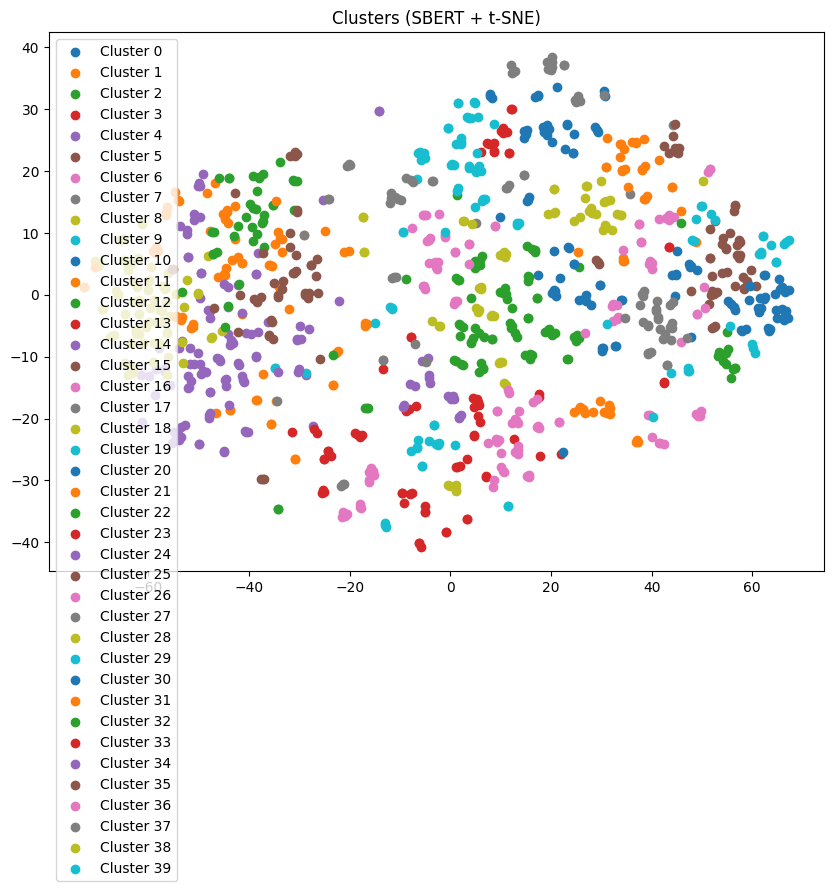 Clusters (SBERT + t-SNE)
40
30
20
10
0
−10
−20
−30
−40
−60
−40
−20
0
20
40
60
Cluster 0
Cluster 1
Cluster 2
Cluster 3
Cluster 4
Cluster 5
Cluster 6
Cluster 7
Cluster 8
Cluster 9
Cluster 10
Cluster 11
Cluster 12
Cluster 13
Cluster 14
Cluster 15
Cluster 16
Cluster 17
Cluster 18
Cluster 19
Cluster 20
Cluster 21
Cluster 22
Cluster 23
Cluster 24
Cluster 25
Cluster 26
Cluster 27
Cluster 28
Cluster 29
Cluster 30
Cluster 31
Cluster 32
Cluster 33
Cluster 34
Cluster 35
Cluster 36
Cluster 37
Cluster 38
Cluster 39